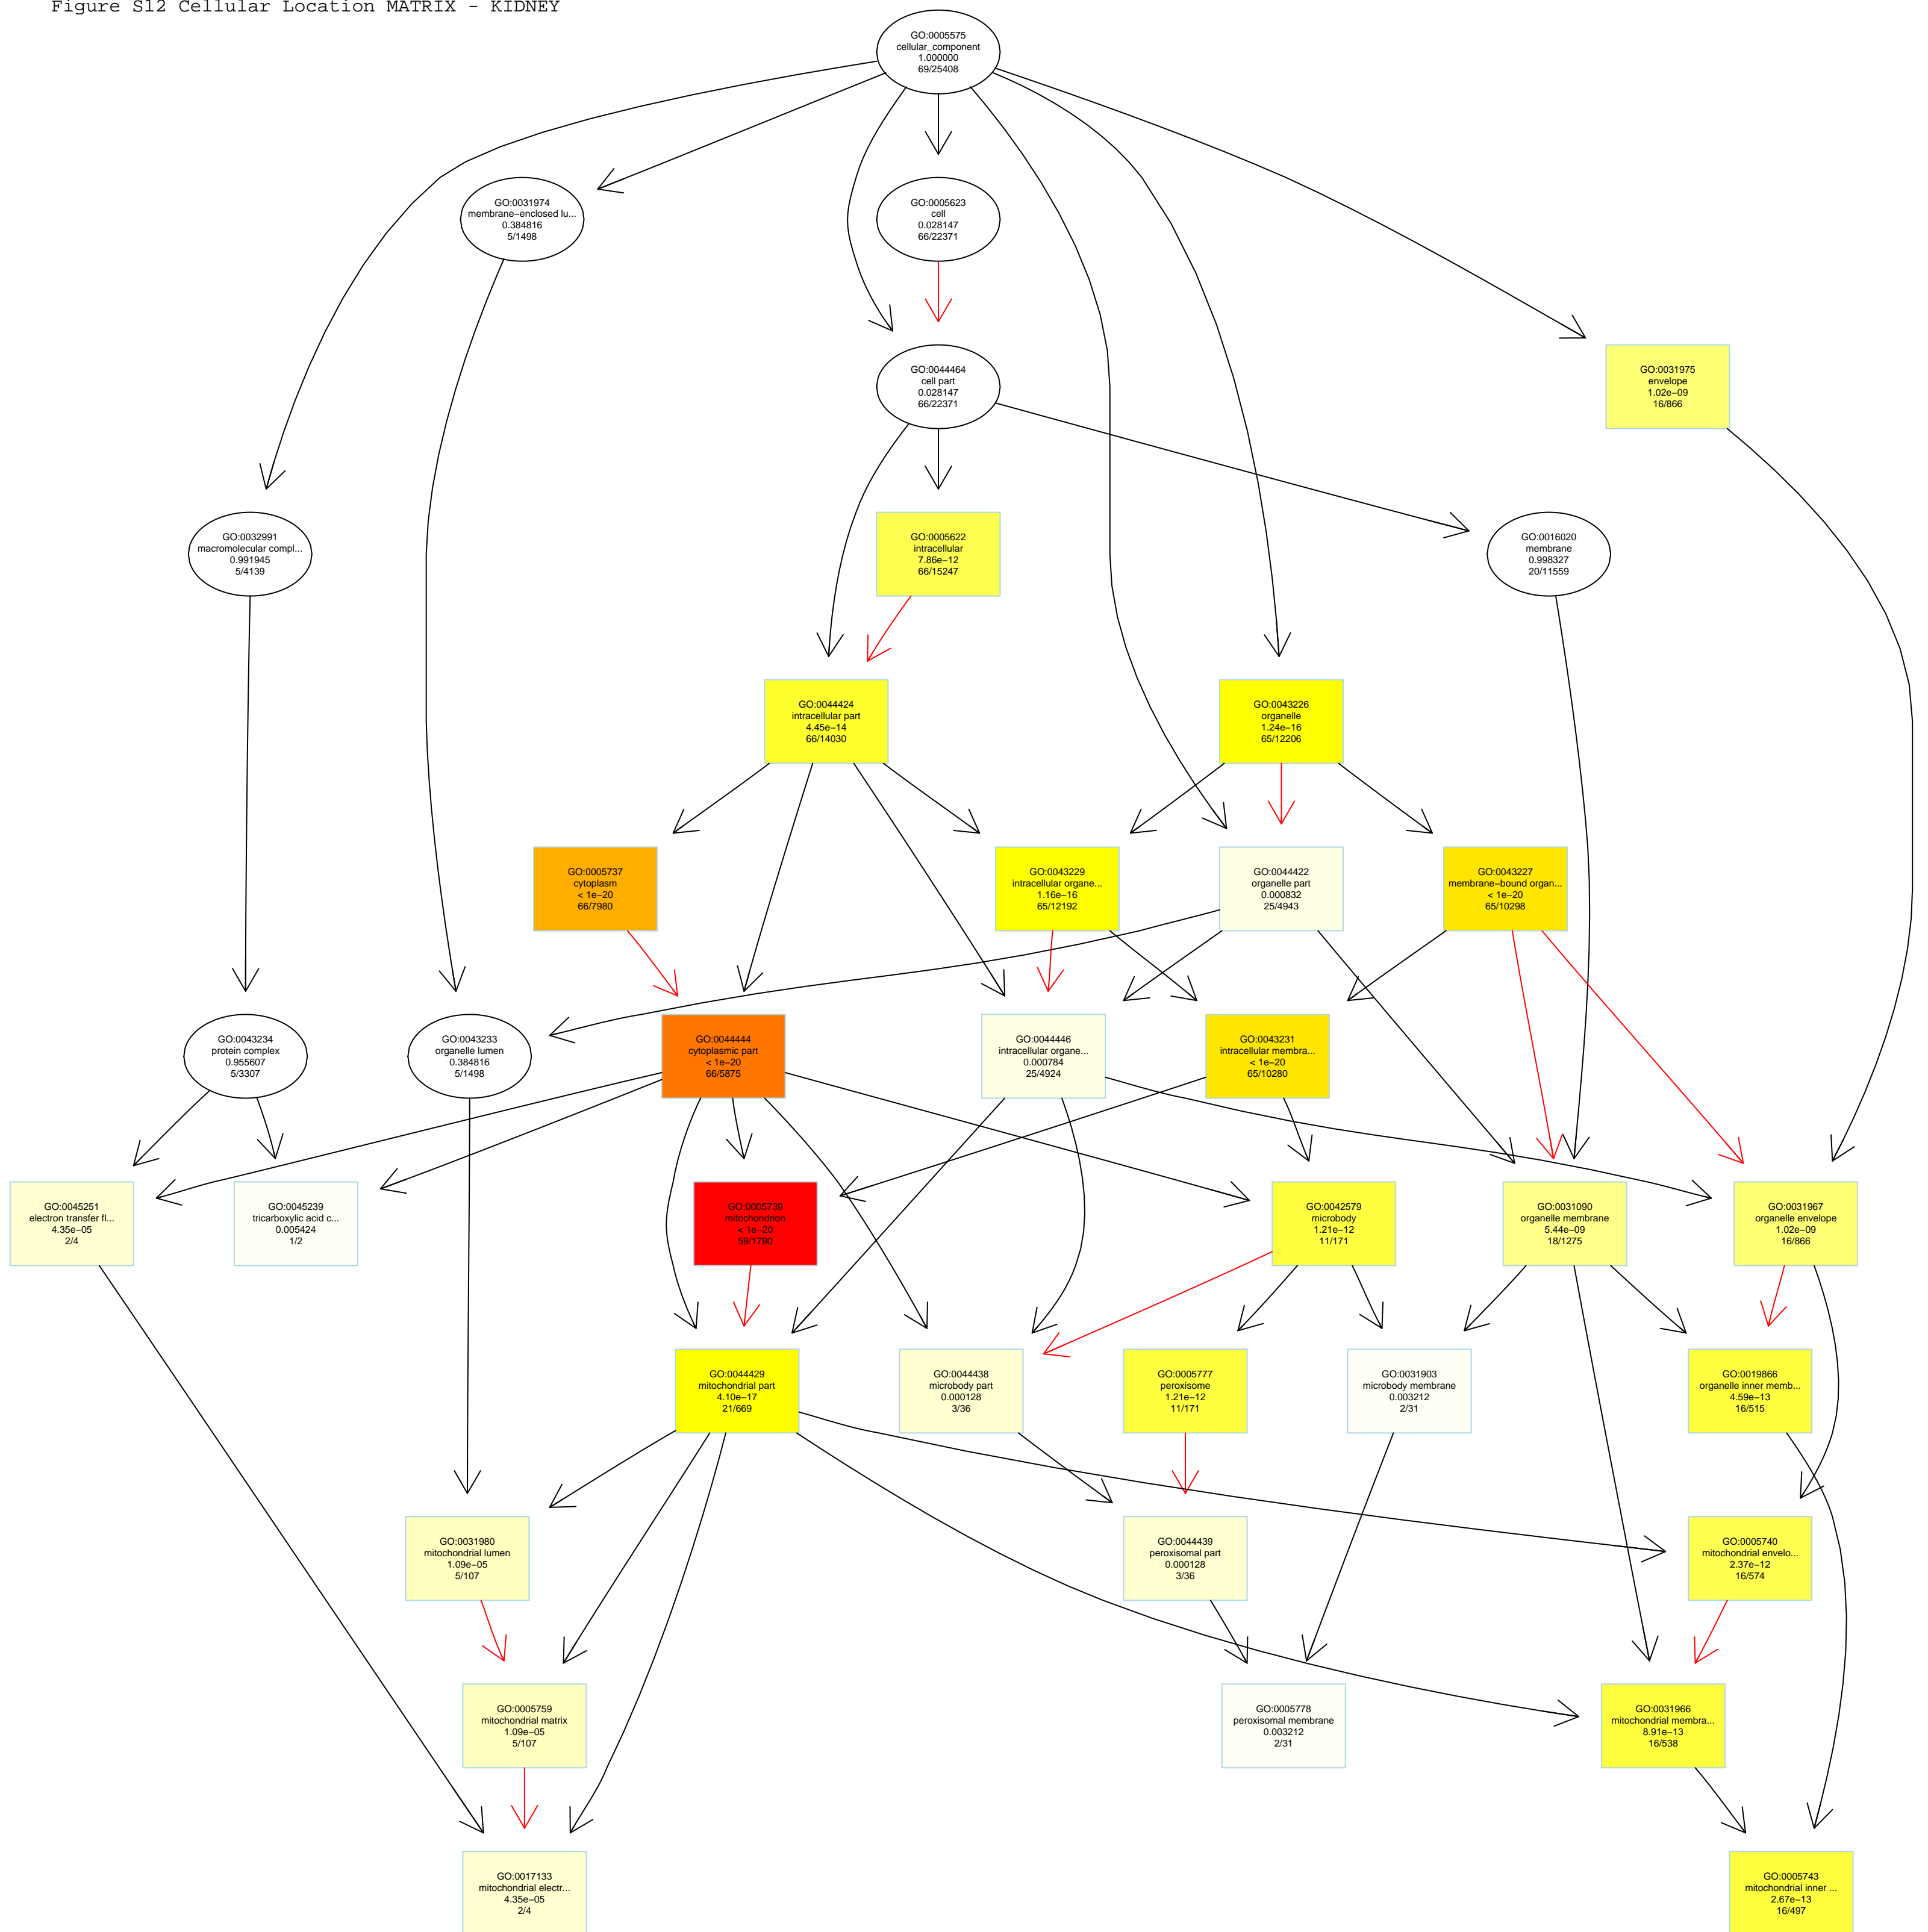 Figure S12 Cellular Location MATRIX - KIDNEY
GO:0005575
cellular_component
1.000000
69/25408
GO:0031974
membrane−enclosed lu...
0.384816
5/1498
GO:0005623
cell
0.028147
66/22371
GO:0044464
cell part
0.028147
66/22371
GO:0031975
envelope
1.02e−09
16/866
GO:0032991
macromolecular compl...
0.991945
5/4139
GO:0005622
intracellular
7.86e−12
66/15247
GO:0016020
membrane
0.998327
20/11559
GO:0044424
intracellular part
4.45e−14
66/14030
GO:0043226
organelle
1.24e−16
65/12206
GO:0005737
cytoplasm
< 1e−20
66/7980
GO:0043229
intracellular organe...
1.16e−16
65/12192
GO:0044422
organelle part
0.000832
25/4943
GO:0043227
membrane−bound organ...
< 1e−20
65/10298
GO:0043234
protein complex
0.955607
5/3307
GO:0043233
organelle lumen
0.384816
5/1498
GO:0044444
cytoplasmic part
< 1e−20
66/5875
GO:0044446
intracellular organe...
0.000784
25/4924
GO:0043231
intracellular membra...
< 1e−20
65/10280
GO:0045251
electron transfer fl...
4.35e−05
2/4
GO:0045239
tricarboxylic acid c...
0.005424
1/2
GO:0005739
mitochondrion
< 1e−20
59/1790
GO:0042579
microbody
1.21e−12
11/171
GO:0031090
organelle membrane
5.44e−09
18/1275
GO:0031967
organelle envelope
1.02e−09
16/866
GO:0044429
mitochondrial part
4.10e−17
21/669
GO:0044438
microbody part
0.000128
3/36
GO:0005777
peroxisome
1.21e−12
11/171
GO:0031903
microbody membrane
0.003212
2/31
GO:0019866
organelle inner memb...
4.59e−13
16/515
GO:0031980
mitochondrial lumen
1.09e−05
5/107
GO:0044439
peroxisomal part
0.000128
3/36
GO:0005740
mitochondrial envelo...
2.37e−12
16/574
GO:0005759
mitochondrial matrix
1.09e−05
5/107
GO:0005778
peroxisomal membrane
0.003212
2/31
GO:0031966
mitochondrial membra...
8.91e−13
16/538
GO:0017133
mitochondrial electr...
4.35e−05
2/4
GO:0005743
mitochondrial inner ...
2.67e−13
16/497